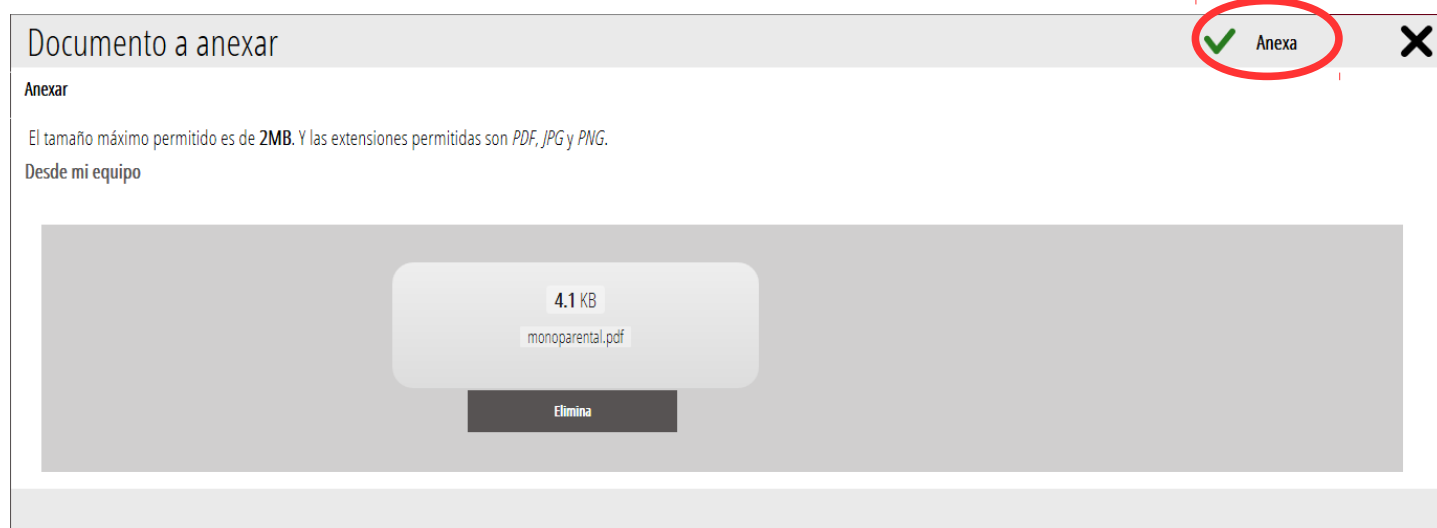 Documento a anexar
Anexa
Anexar
El tamaño máximo permitido es de 2MB. Y las extensiones permitidas son PDF, JPG y PNG.
Desde mi equipo
4.1 KB
monoparental.pdf
Elimina